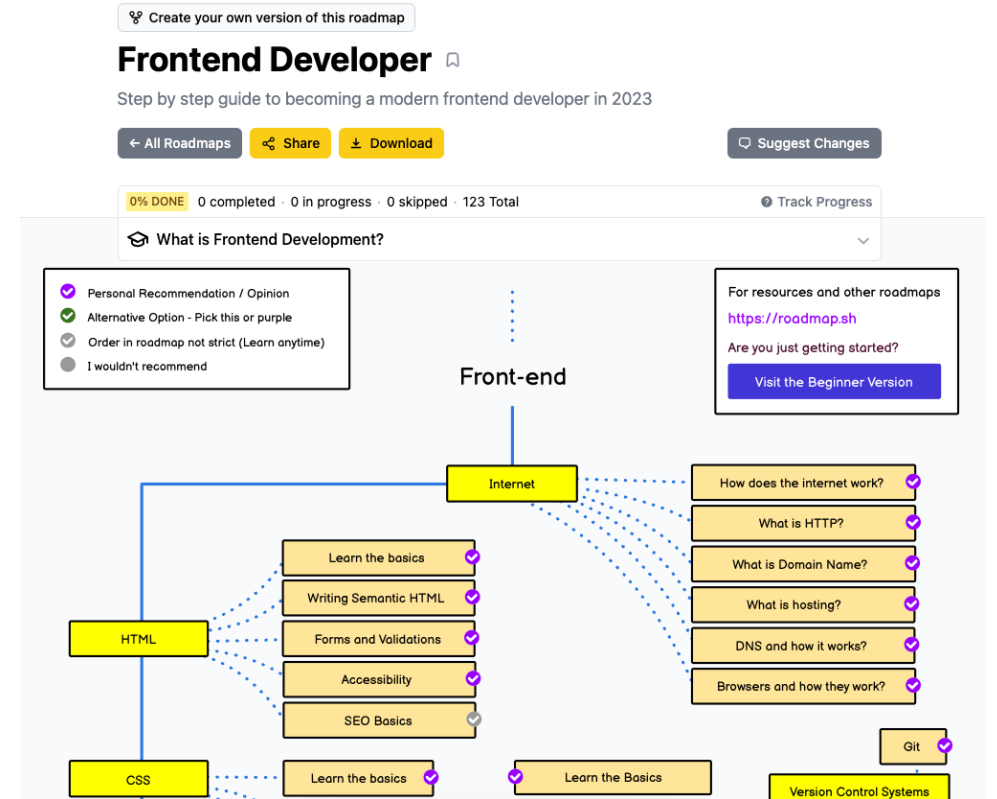 Create your own version of this roadmap
Frontend Developer
Step by step guide to becoming a modern frontend developer in 2023
← All Roadmaps
Share
Download
Suggest Changes
0% DONE 0 completed · 0 in progress · 0 skipped · 123 Total
Track Progress
What is Frontend Development?
Personal Recommendation / Opinion
Alternative Option - Pick this or purple
Order in roadmap not strict (Learn anytime)
I wouldn't recommend
For resources and other roadmaps
https://roadmap.sh
Are you just getting started?
Visit the Beginner Version
Front-end
Internet
How does the internet work?
What is HTTP?
What is Domain Name?
What is hosting?
DNS and how it works?
Browsers and how they work?
HTML
Learn the basics
Writing Semantic HTML
Forms and Validations
Accessibility
SEO Basics
CSS
Learn the basics
Learn the Basics
Git
Version Control Systems